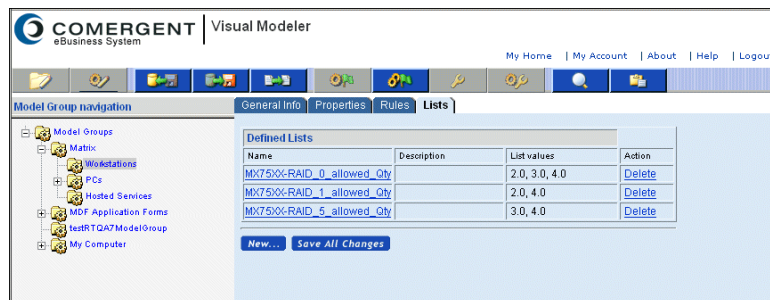 COMERGENT
eBusiness System
Visual Modeler
My Home | My Account | About | Help | Logou
Model Group navigation
General Info Properties Rules Lists
Model Groups
Matrix
Workstations
PCs
Hosted Services
MDF Application Forms
testRTQA7ModelGroup
My Computer
Defined Lists
Name Description List values Action
MX75XX-RAID_0_allowed_Qty 2.0, 3.0, 4.0 Delete
MX75XX-RAID_1_allowed_Qty 2.0, 4.0 Delete
MX75XX-RAID_5_allowed_Qty 3.0, 4.0 Delete
New... Save All Changes